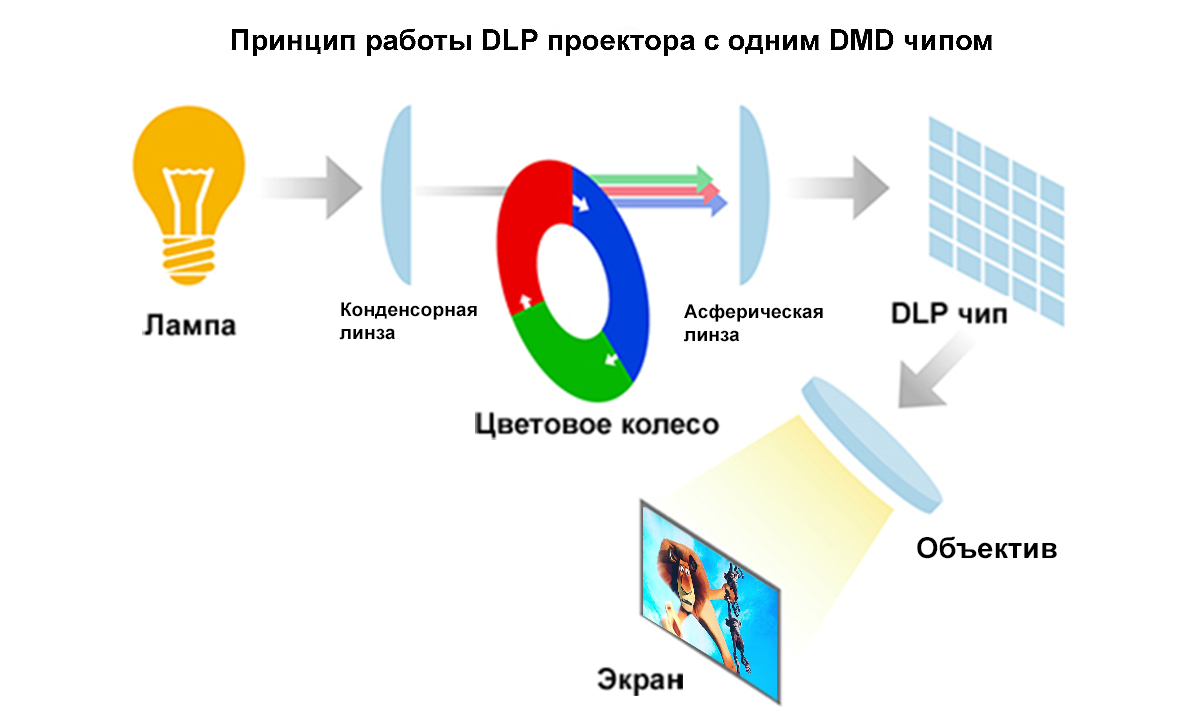 Принцип работы DLP проектора с одним DMD чипом
Лампа
Конденсорная
линза
Цветовое колесо
Асферическая
линза
DLP чип
Объектив
Экран